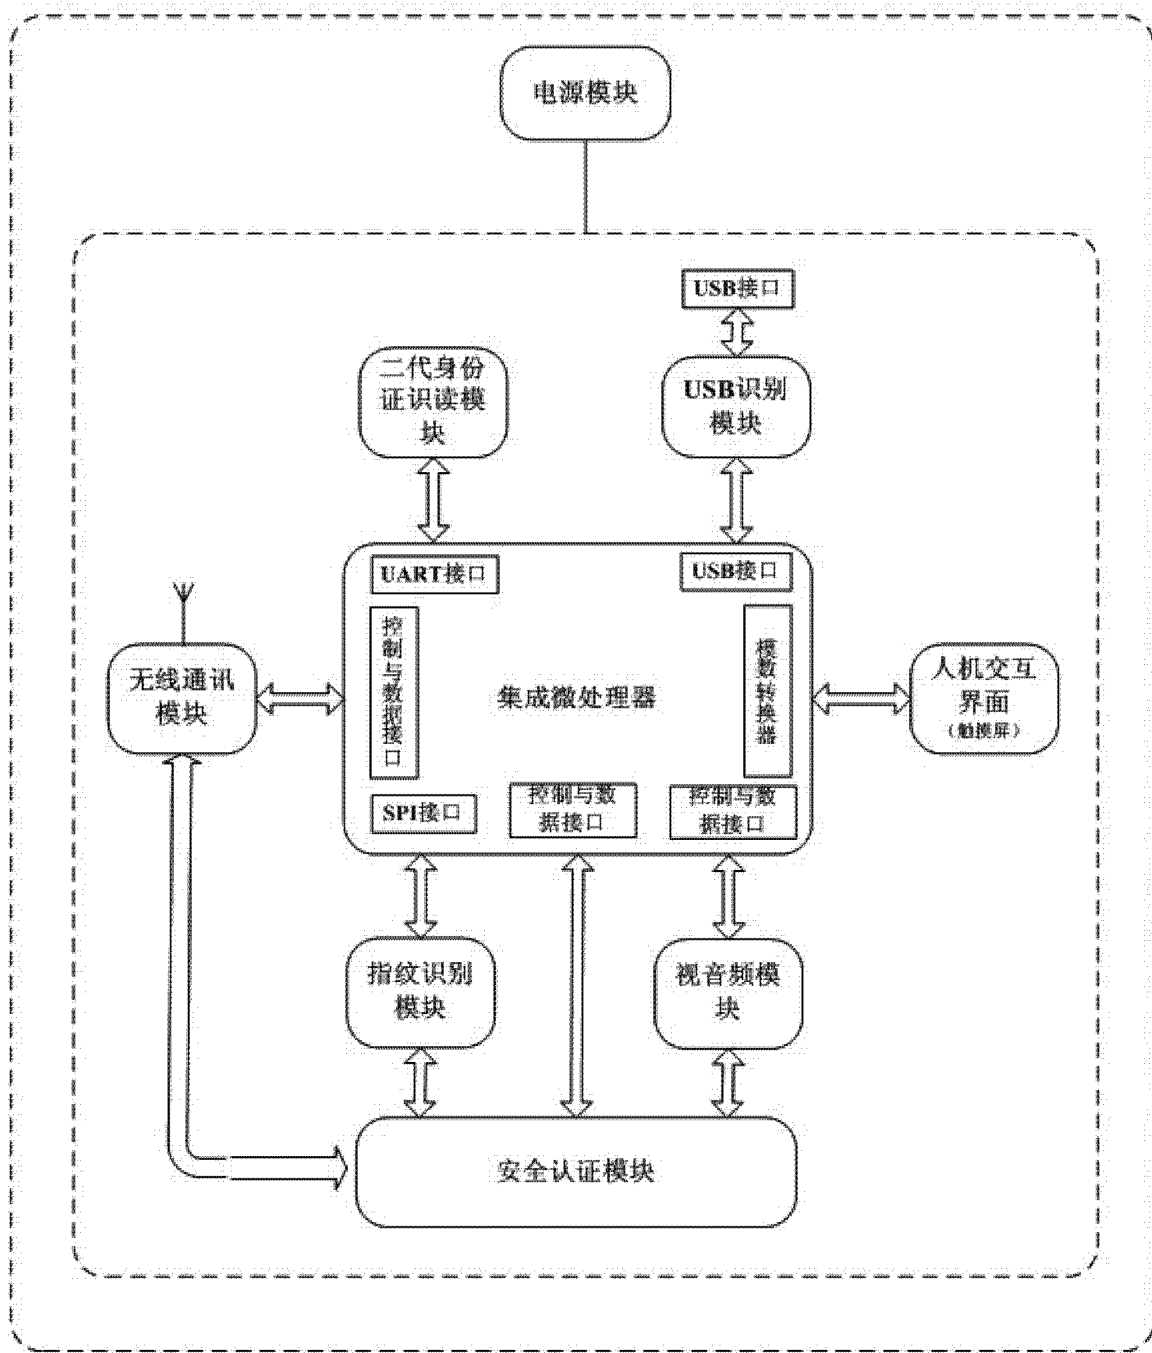 电源模块
USB接口
二代身份
证识读模
块
USB识别
模块
UART接口
USB接口
控制与数据接口
模数转换器
无线通讯
模块
集成微处理器
人机交互
界面
（触摸屏）
SPI接口
控制与数
据接口
控制与数
据接口
指纹识别
模块
视音频模
块
安全认证模块